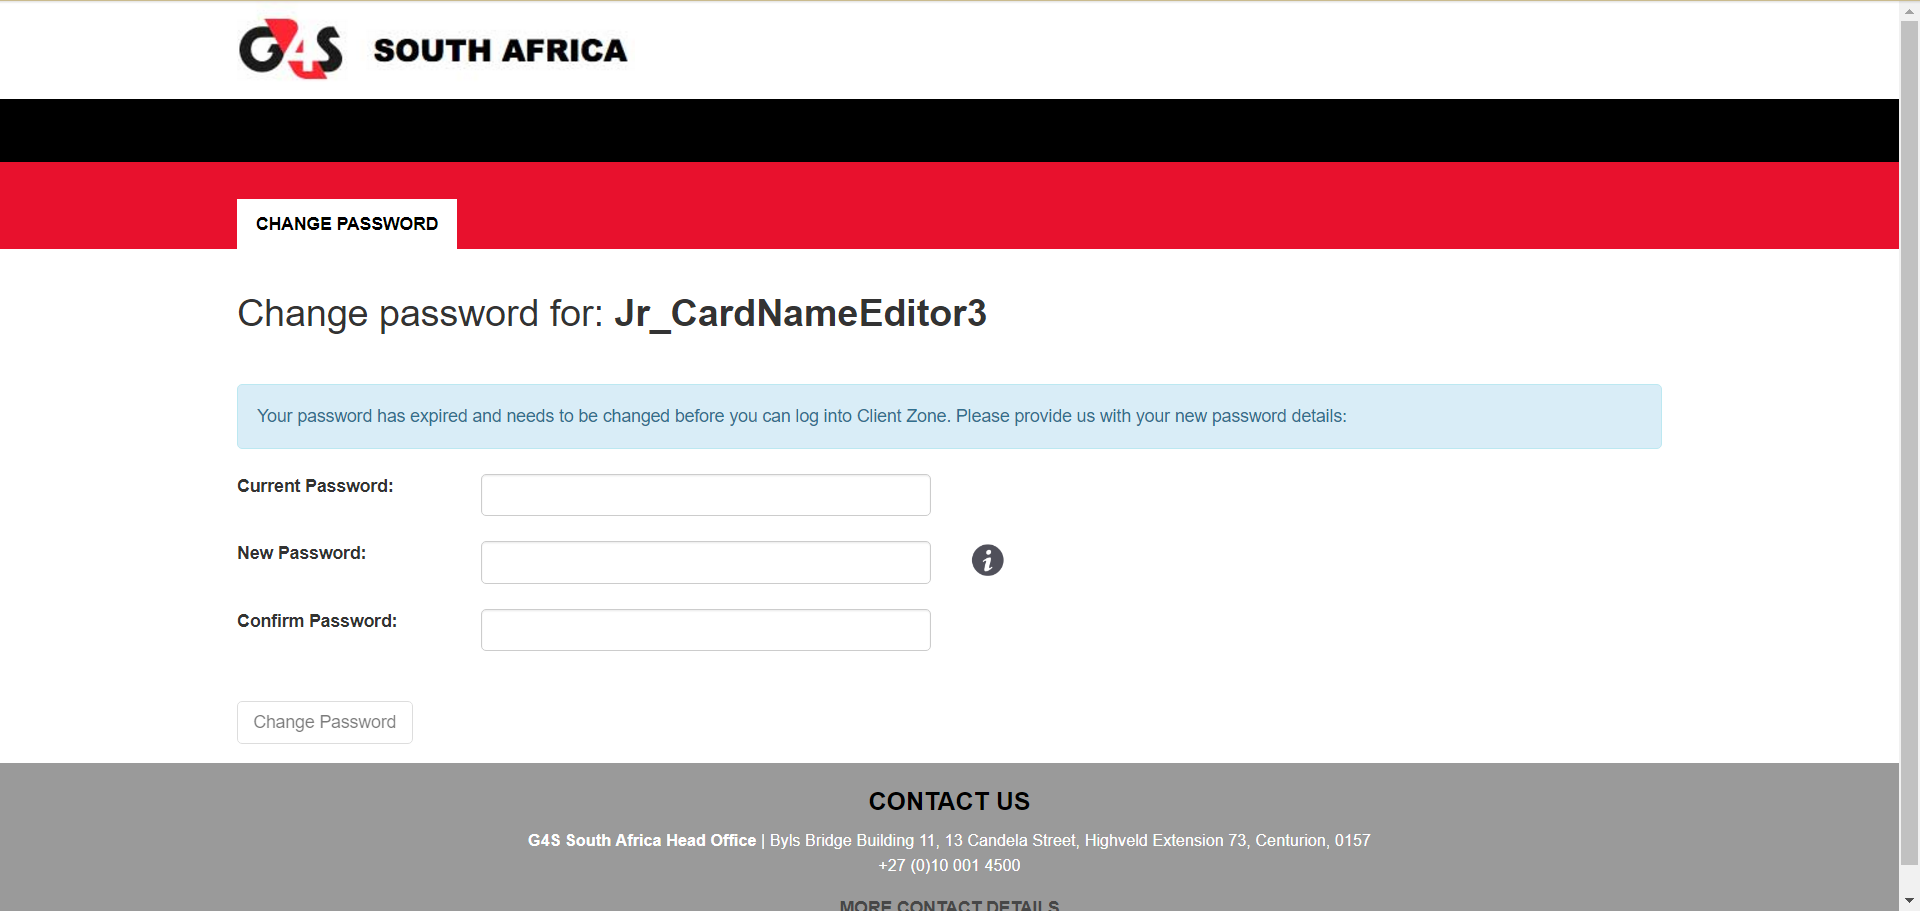 G4S SOUTH AFRICA
CHANGE PASSWORD
Change password for: Jr_CardNameEditor3
Your password has expired and needs to be changed before you can log into Client Zone. Please provide us with your new password details:
Current Password:
New Password:
i
Confirm Password:
Change Password
CONTACT US
G4S South Africa Head Office | Byls Bridge Building 11, 13 Candela Street, Highveld Extension 73, Centurion, 0157
+27 (0)10 001 4500
MORE CONTACT DETAILS